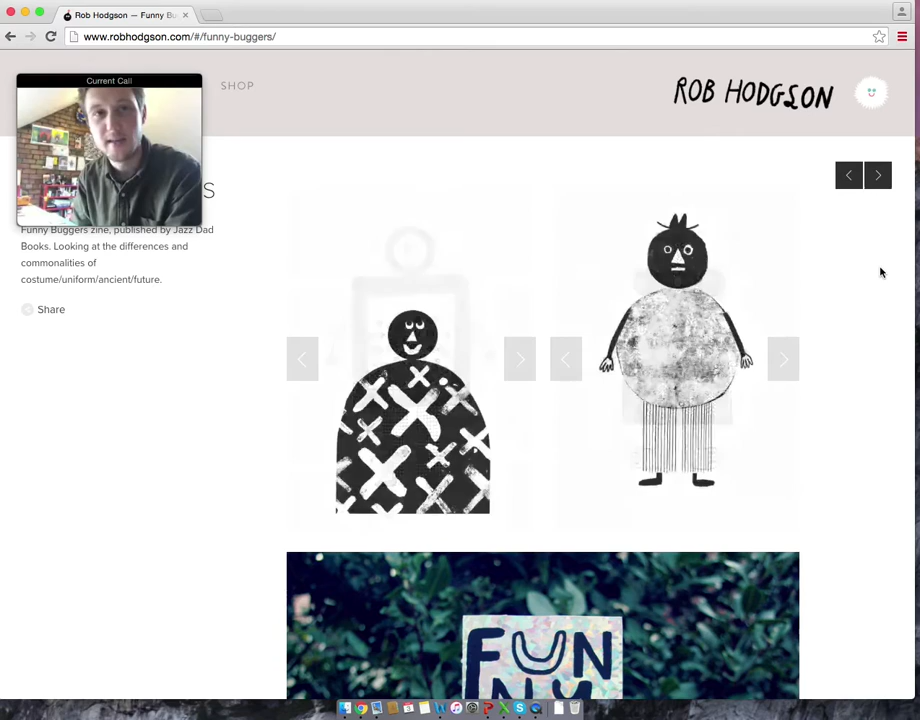 Rob Hodgson — Funny Bu
www.robhodgson.com/#/funny-buggers/
Current Call
SHOP
ROB HODGSON
S
Funny Buggers zine, published by Jazz Dad
Books. Looking at the differences and
commonalities of
costume/uniform/ancient/future.
Share
FUN
NY